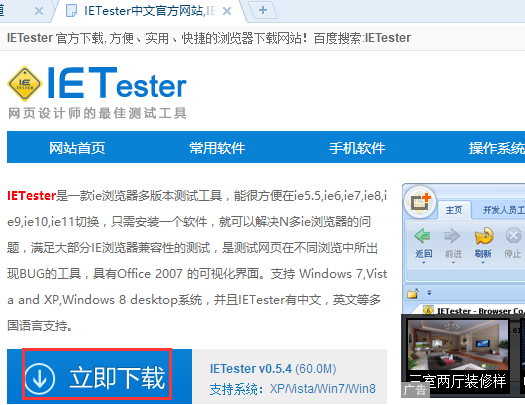 IETester中文官方网站,IE
IETester 官方下载, 方便、实用、快捷的浏览器下载网站！百度搜索:IETester
IE TESTER
IETester
网页设计师的最佳测试工具
网站首页 常用软件 手机软件 操作系统
IETester是一款ie浏览器多版本测试工具，能很方便在ie5.5,ie6,ie7,ie8,i
e9,ie10,ie11切换，只需安装一个软件，就可以解决N多ie浏览器的问
题，满足大部分IE浏览器兼容性的测试，是测试网页在不同浏览中所出
现BUG的工具，具有Office 2007 的可视化界面。支持 Windows 7,Vist
a and XP,Windows 8 desktop系统，并且IETester有中文，英文等多
国语言支持。
主页 开发人员工
返回 前进 刷新 停止
IETester - Browser Co
立即下载
IETester v0.5.4 (60.0M)
支持系统：XP/Vista/Win7/Win8
三室两厅装修样
广告